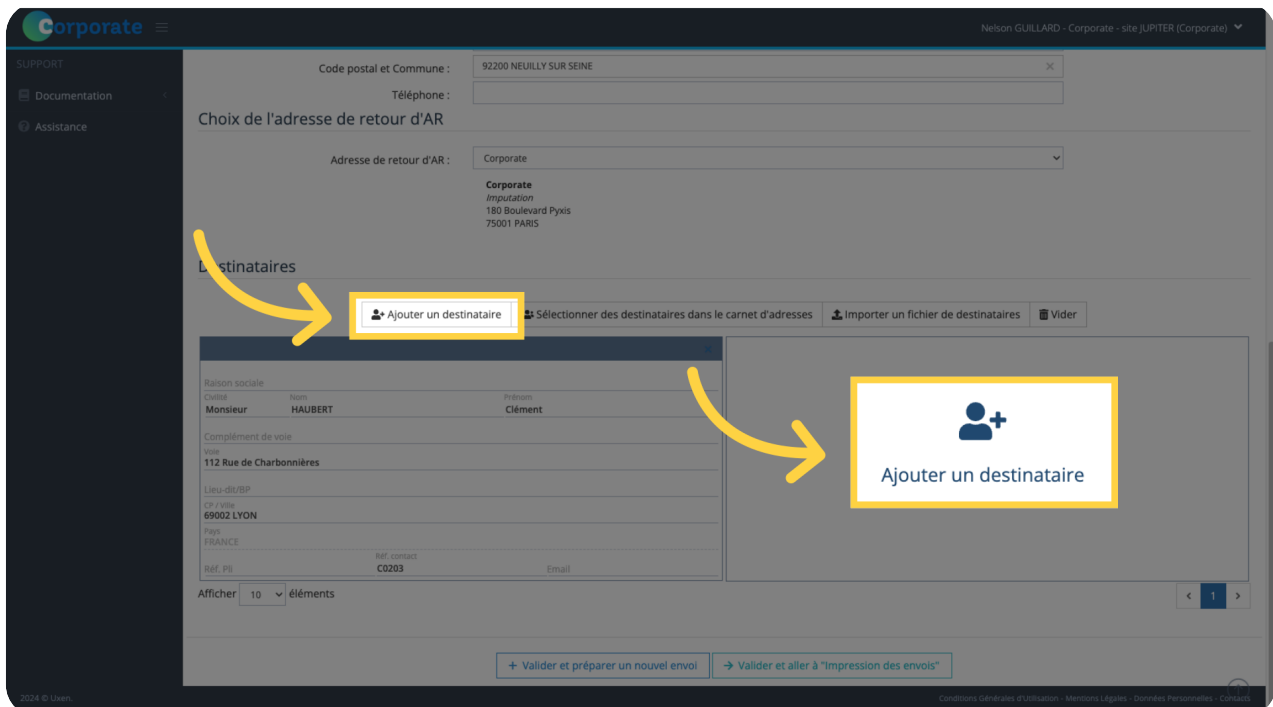 Corporate
Nelson GUILLARD - Corporate - site JUPITER (Corporate)
SUPPORT
Documentation
Assistance
Code postal et Commune :
92200 NEUILLY SUR SEINE
Téléphone :
Choix de l'adresse de retour d'AR
Adresse de retour d'AR :
Corporate
Corporate
Imputation
180 Boulevard Pyxis
75001 PARIS
Destinataires
Ajouter un destinataire
Sélectionner des destinataires dans le carnet d'adresses
Importer un fichier de destinataires
Vider
Raison sociale
Civilité Nom Prénom
Monsieur HAUBERT Clément
Complément de voie
Voie
112 Rue de Charbonnières
Lieu-dit/BP
CP / Ville
69002 LYON
Pays
FRANCE
Réf. contact
Réf. Pli C0203 Email
Ajouter un destinataire
Afficher 10 éléments
1
+ Valider et préparer un nouvel envoi
Valider et aller à "Impression des envois"
2024 © Uxen.
Conditions Générales d'Utilisation - Mentions Légales - Données Personnelles - Contacts